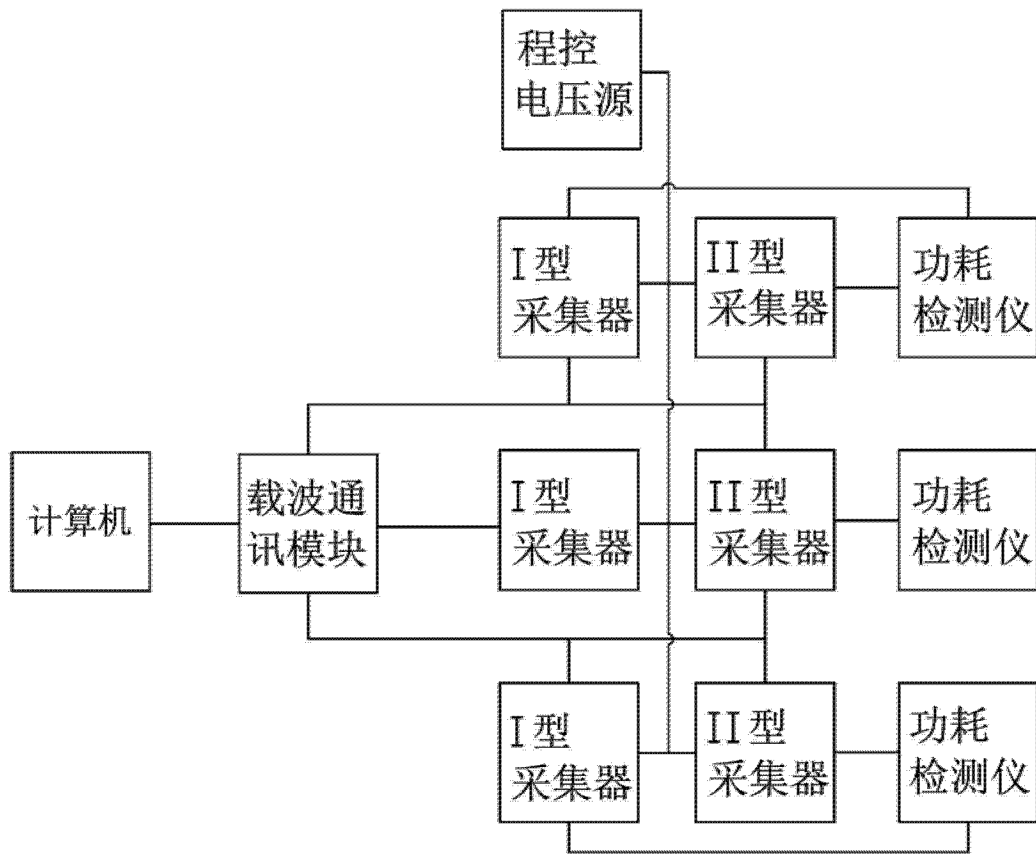 程控
电压源
I型
采集器
II型
采集器
功耗
检测仪
计算机
载波通
讯模块
I型
采集器
II型
采集器
功耗
检测仪
I型
采集器
II型
采集器
功耗
检测仪